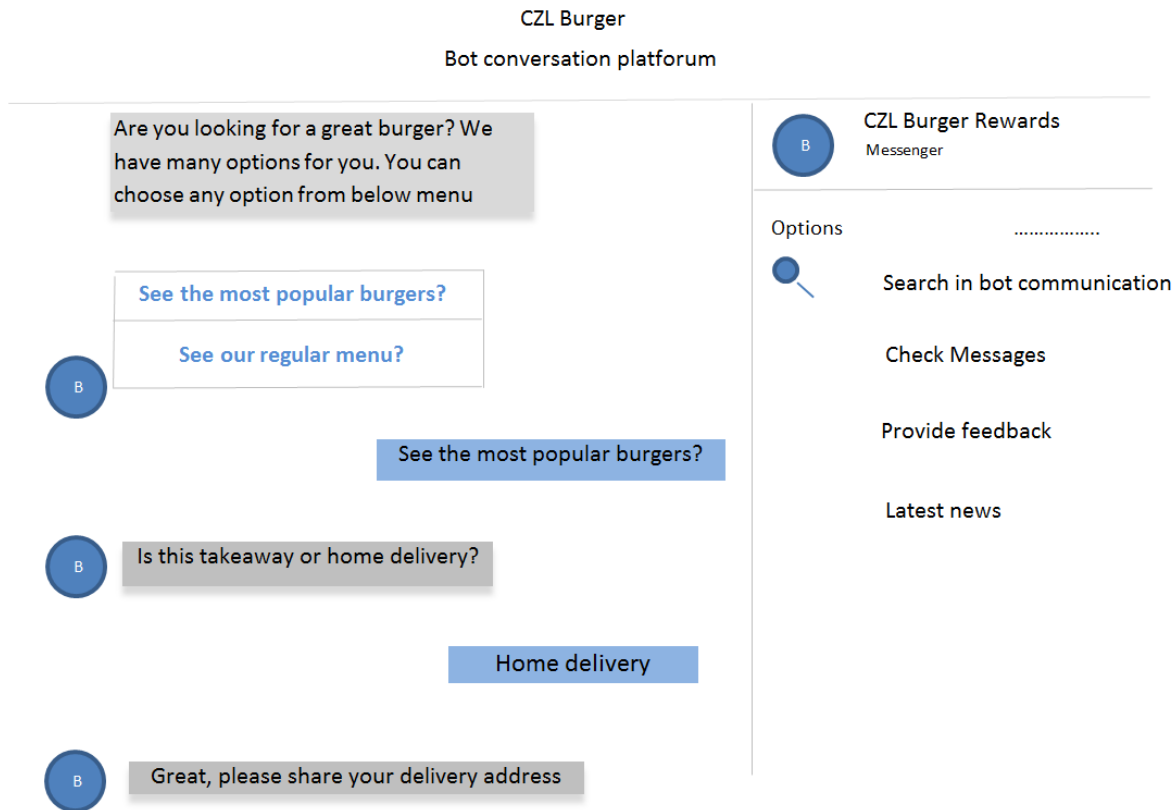 CZL Burger
Bot conversation platforum
Are you looking for a great burger? We
have many options for you. You can
choose any option from below menu
See the most popular burgers?
See our regular menu?
B
See the most popular burgers?
B
Is this takeaway or home delivery?
Home delivery
B
Great, please share your delivery address
B
CZL Burger Rewards
Messenger
Options ……………..
Search in bot communication
Check Messages
Provide feedback
Latest news